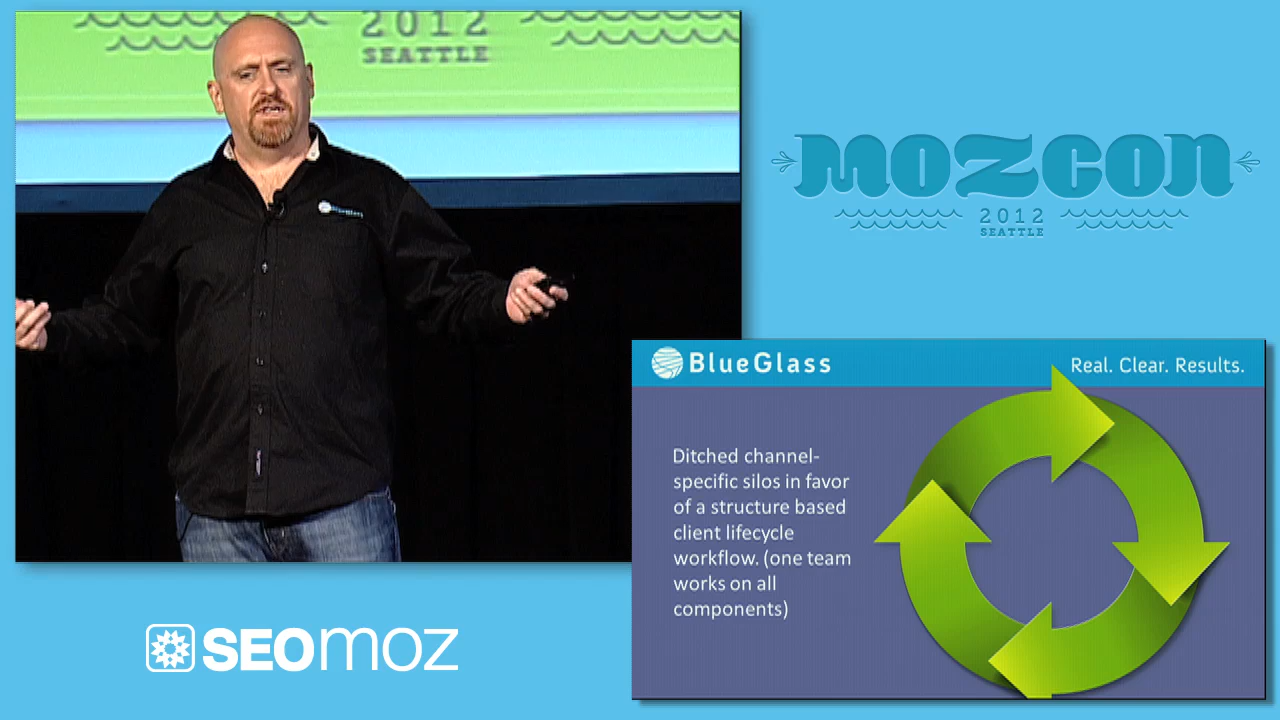 2012
SEATTLE
MOZCON
2012
SEATTLE
BlueGlass
Real. Clear. Results.
Ditched channel-
specific silos in favor
of a structure based
client lifecycle
workflow. (one team
works on all
components)
SEOmoz